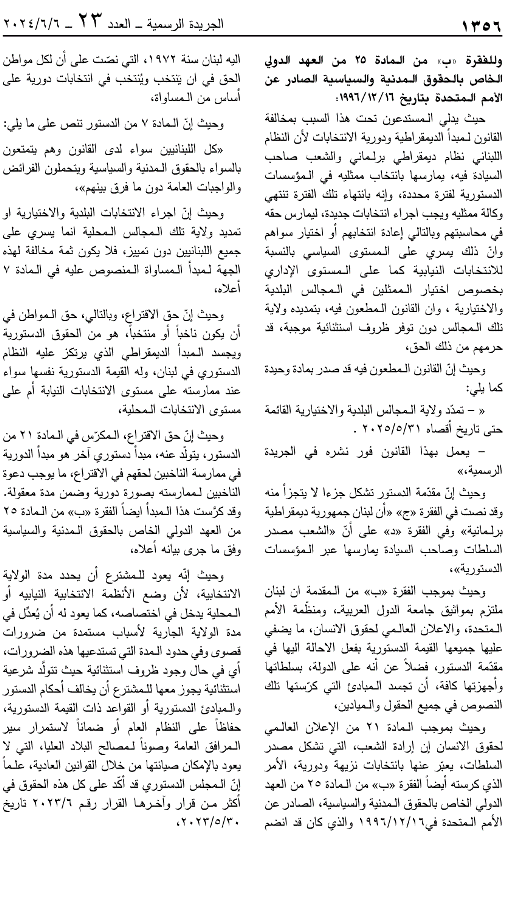 ١٣٥٦
الجريدة الرسمية ــ العدد ٢٣ ــ ٢٠٢٤/٦/٦
وللفقرة «ب» من المادة ٢٥ من العهد الدولي
الخاص بالحقوق المدنية والسياسية الصادر عن
الأمم المتحدة بتاريخ ١٩٩٦/١٢/١٦:
حيث يدلي المستدعون تحت هذا السبب بمخالفة
القانون لمبدأ الديمقراطية ودورية الانتخابات لأن النظام
اللبناني نظام ديمقراطي برلماني والشعب صاحب
السيادة فيه، يمارسها بانتخاب ممثليه في المؤسسات
الدستورية لفترة محددة، وإنه بانتهاء تلك الفترة تنتهي
وكالة ممثليه ويجب اجراء انتخابات جديدة، ليمارس حقه
في محاسبتهم وبالتالي إعادة انتخابهم أو اختيار سواهم
وانّ ذلك يسري على المستوى السياسي بالنسبة
للانتخابات النيابية كما على المستوى الإداري
بخصوص اختيار الممثلين في المجالس البلدية
والاختيارية ، وان القانون المطعون فيه، بتمديده ولاية
تلك المجالس دون توفر ظروف استثنائية موجبة، قد
حرمهم من ذلك الحق،
وحيث إنّ القانون المطعون فيه قد صدر بمادة وحيدة
كما يلي:
« – تمدّد ولاية المجالس البلدية والاختيارية القائمة
حتى تاريخ أقصاه ٢٠٢٥/٥/٣١ .
– يعمل بهذا القانون فور نشره في الجريدة
الرسمية،»
وحيث إنّ مقدّمة الدستور تشكل جزءا لا يتجزأ منه
وقد نصت في الفقرة «ج» «أن لبنان جمهورية ديمقراطية
برلمانية» وفي الفقرة «د» على أنّ «الشعب مصدر
السلطات وصاحب السيادة يمارسها عبر المؤسسات
الدستورية»،
وحيث بموجب الفقرة «ب» من المقدمة ان لبنان
ملتزم بمواثيق جامعة الدول العربية، ومنظّمة الأمم
المتحدة، والاعلان العالمي لحقوق الانسان، ما يضفي
عليها جميعها القيمة الدستورية بفعل الاحالة اليها في
مقدّمة الدستور، فضلاً عن أنه على الدولة، بسلطاتها
وأجهزتها كافة، أن تجسد المبادئ التي كرّستها تلك
النصوص في جميع الحقول والميادين،
وحيث بموجب المادة ٢١ من الإعلان العالمي
لحقوق الانسان إن إرادة الشعب، التي تشكل مصدر
السلطات، يعبّر عنها بانتخابات نزيهة ودورية، الأمر
الذي كرسته أيضاً الفقرة «ب» من المادة ٢٥ من العهد
الدولي الخاص بالحقوق المدنية والسياسية، الصادر عن
الأمم المتحدة في١٩٩٦/١٢/١٦ والذي كان قد انضم
اليه لبنان سنة ١٩٧٢، التي نصّت على أن لكل مواطن
الحق في ان يَنتخب ويُنتخب في انتخابات دورية على
أساس من المساواة،
وحيث إنّ المادة ٧ من الدستور تنص على ما يلي:
«كل اللبنانيين سواء لدى القانون وهم يتمتعون
بالسواء بالحقوق المدنية والسياسية ويتحملون الفرائض
والواجبات العامة دون ما فرق بينهم»،
وحيث إنّ اجراء الانتخابات البلدية والاختيارية او
تمديد ولاية تلك المجالس المحلية انما يسري على
جميع اللبنانيين دون تمييز، فلا يكون ثمة مخالفة لهذه
الجهة لمبدأ المساواة المنصوص عليه في المادة ٧
أعلاه،
وحيث إنّ حق الاقتراع، وبالتالي، حق المواطن في
أن يكون ناخباً أو منتخباً، هو من الحقوق الدستورية
ويجسد المبدأ الديمقراطي الذي يرتكز عليه النظام
الدستوري في لبنان، وله القيمة الدستورية نفسها سواء
عند ممارسته على مستوى الانتخابات النيابة أم على
مستوى الانتخابات المحلية،
وحيث إنّ حق الاقتراع، المكرّس في المادة ٢١ من
الدستور، يتولّد عنه، مبدأ دستوري آخر هو مبدأ الدورية
في ممارسة الناخبين لحقهم في الاقتراع، ما يوجب دعوة
الناخبين لممارسته بصورة دورية وضمن مدة معقولة.
وقد كرّست هذا المبدأ ايضاً الفقرة «ب» من المادة ٢٥
من العهد الدولي الخاص بالحقوق المدنية والسياسية
وفق ما جرى بيانه أعلاه،
وحيث إنّه يعود للمشترع أن يحدد مدة الولاية
الانتخابية، لأن وضع الأنظمة الانتخابية النيابيه أو
المحلية يدخل في اختصاصه، كما يعود له أن يُعدِّل في
مدة الولاية الجارية لأسباب مستمدة من ضرورات
قصوى وفي حدود المدة التي تستدعيها هذه الضرورات،
أي في حال وجود ظروف استثنائية حيث تتولّد شرعية
استثنائية يجوز معها للمشترع أن يخالف أحكام الدستور
والمبادئ الدستورية أو القواعد ذات القيمة الدستورية،
حفاظاً على النظام العام أو ضماناً لاستمرار سير
المرافق العامة وصوناً لمصالح البلاد العليا، التي لا
يعود بالإمكان صيانتها من خلال القوانين العادية، علماً
إنّ المجلس الدستوري قد أكّد على كل هذه الحقوق في
أكثر من قرار وآخرها القرار رقم ٢٠٢٣/٦ تاريخ
٢٠٢٣/٥/٣٠،